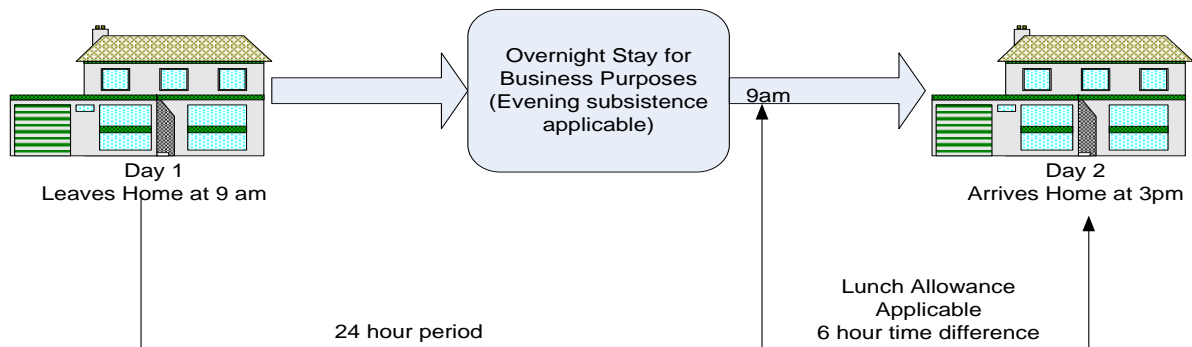 Overnight Stay for
Business Purposes
(Evening subsistence
applicable)
9am
Day 1
Leaves Home at 9 am
Day 2
Arrives Home at 3pm
24 hour period
Lunch Allowance
Applicable
6 hour time difference